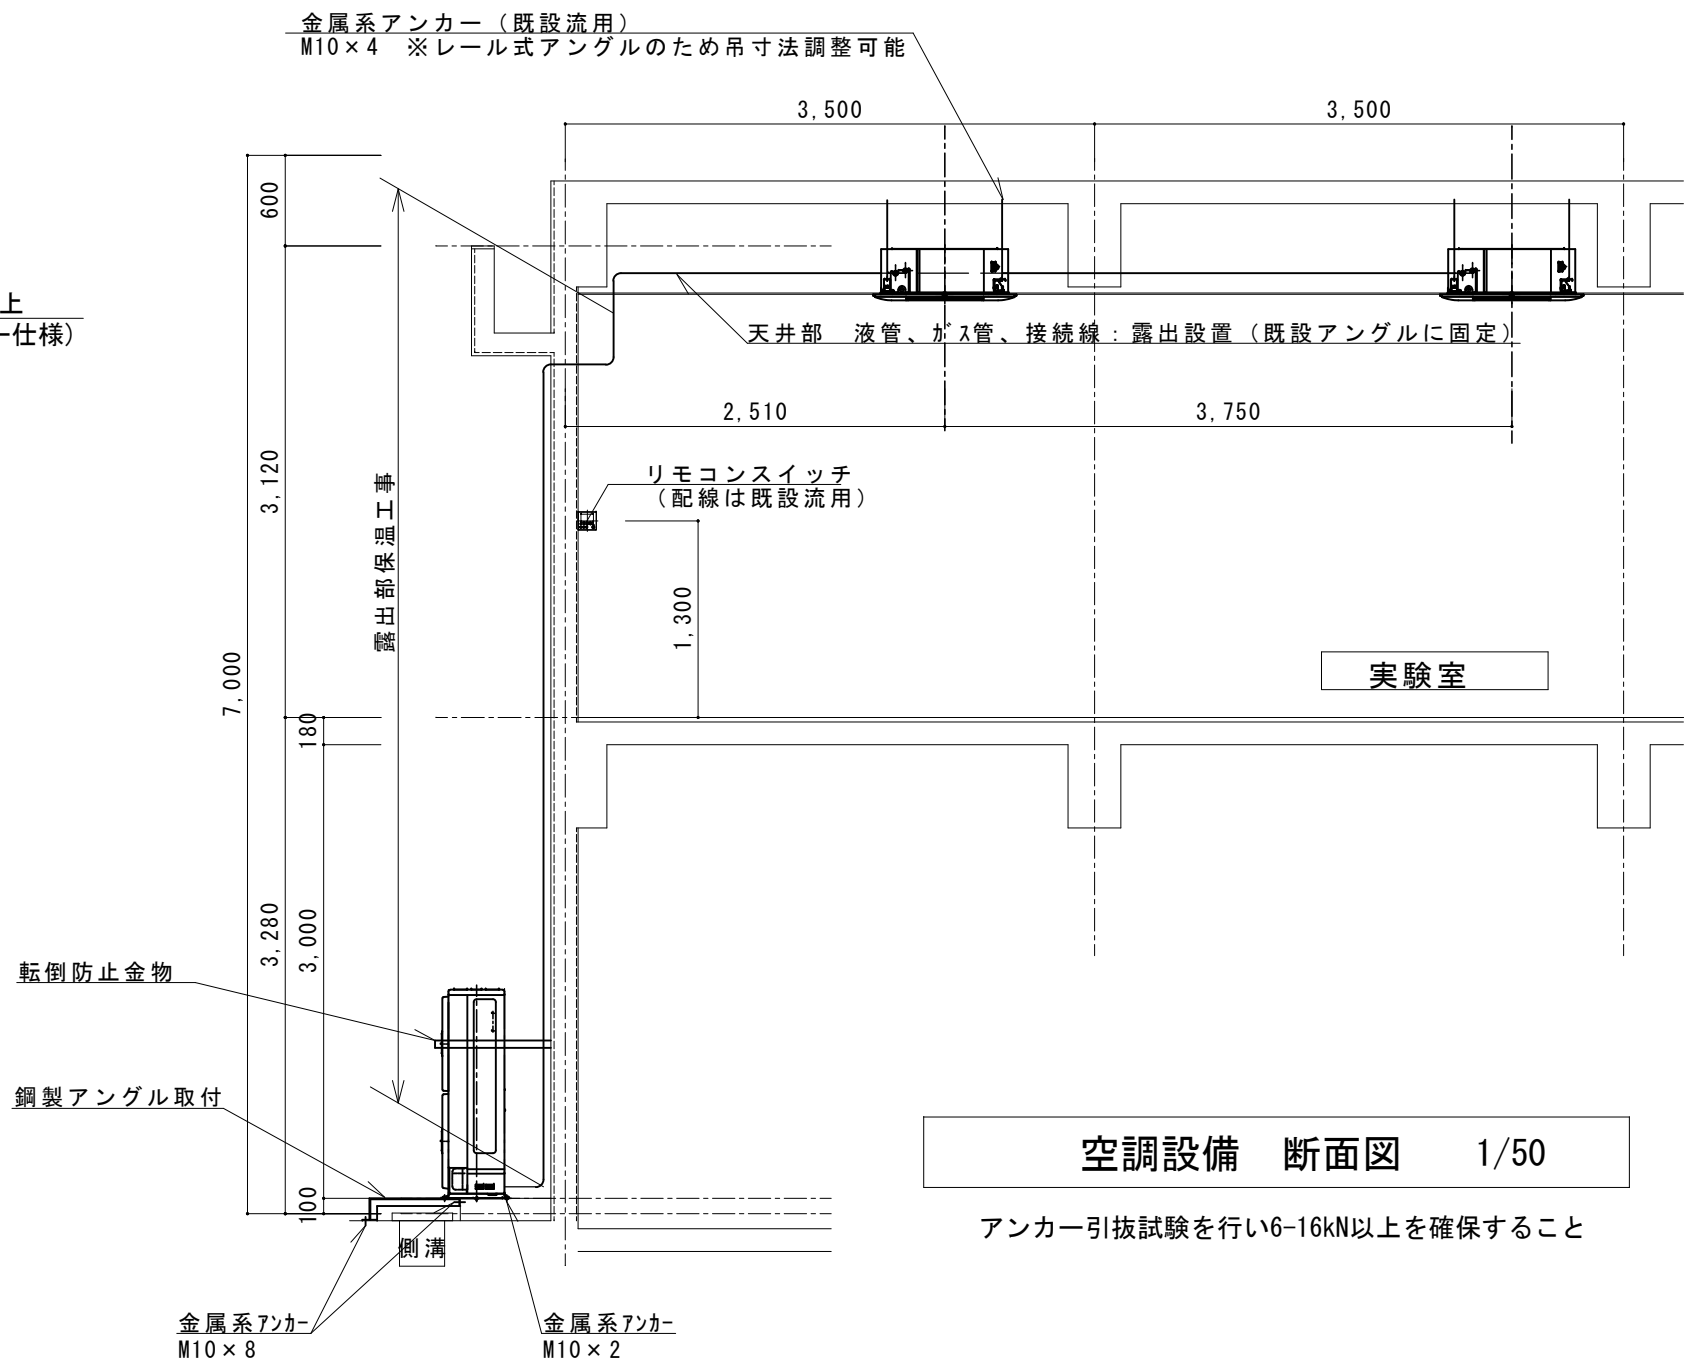 金属系アンカー（既設流用）
M10×4　※レール式アングルのため吊寸法調整可能
3,500
3,500
600
上
ー仕様）
天井部　液管、ガス管、接続線：露出設置（既設アングルに固定）
2,510
3,750
3,120
リモコンスイッチ
（配線は既設流用）
露出部保温工事
1,300
7,000
実験室
180
3,280
3,000
転倒防止金物
鋼製アングル取付
空調設備　断面図　1/50
100
アンカー引抜試験を行い6-16kN以上を確保すること
側溝
金属系アンカー
M10×8
金属系アンカー
M10×2